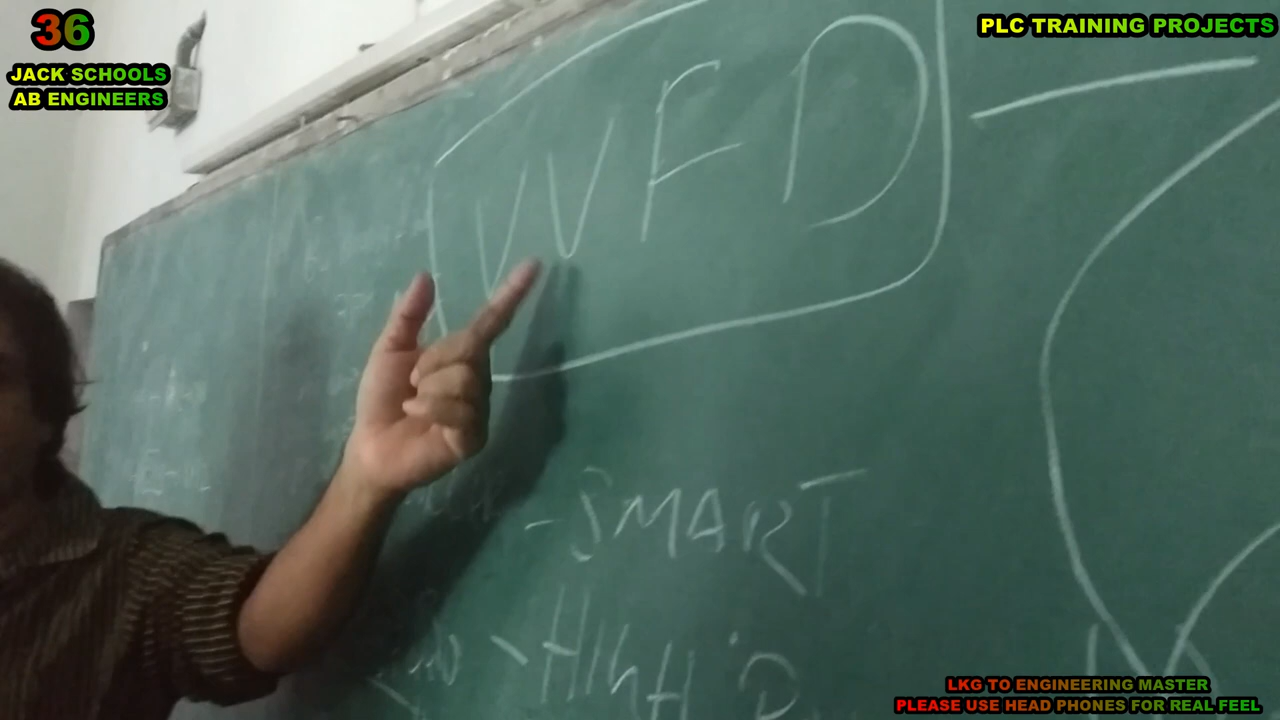 36
JACK SCHOOLS
AB ENGINEERS
PLC TRAINING PROJECTS
VVFD
- SMART
- HIGH
LKG TO ENGINEERING MASTER
PLEASE USE HEAD PHONES FOR REAL FEEL